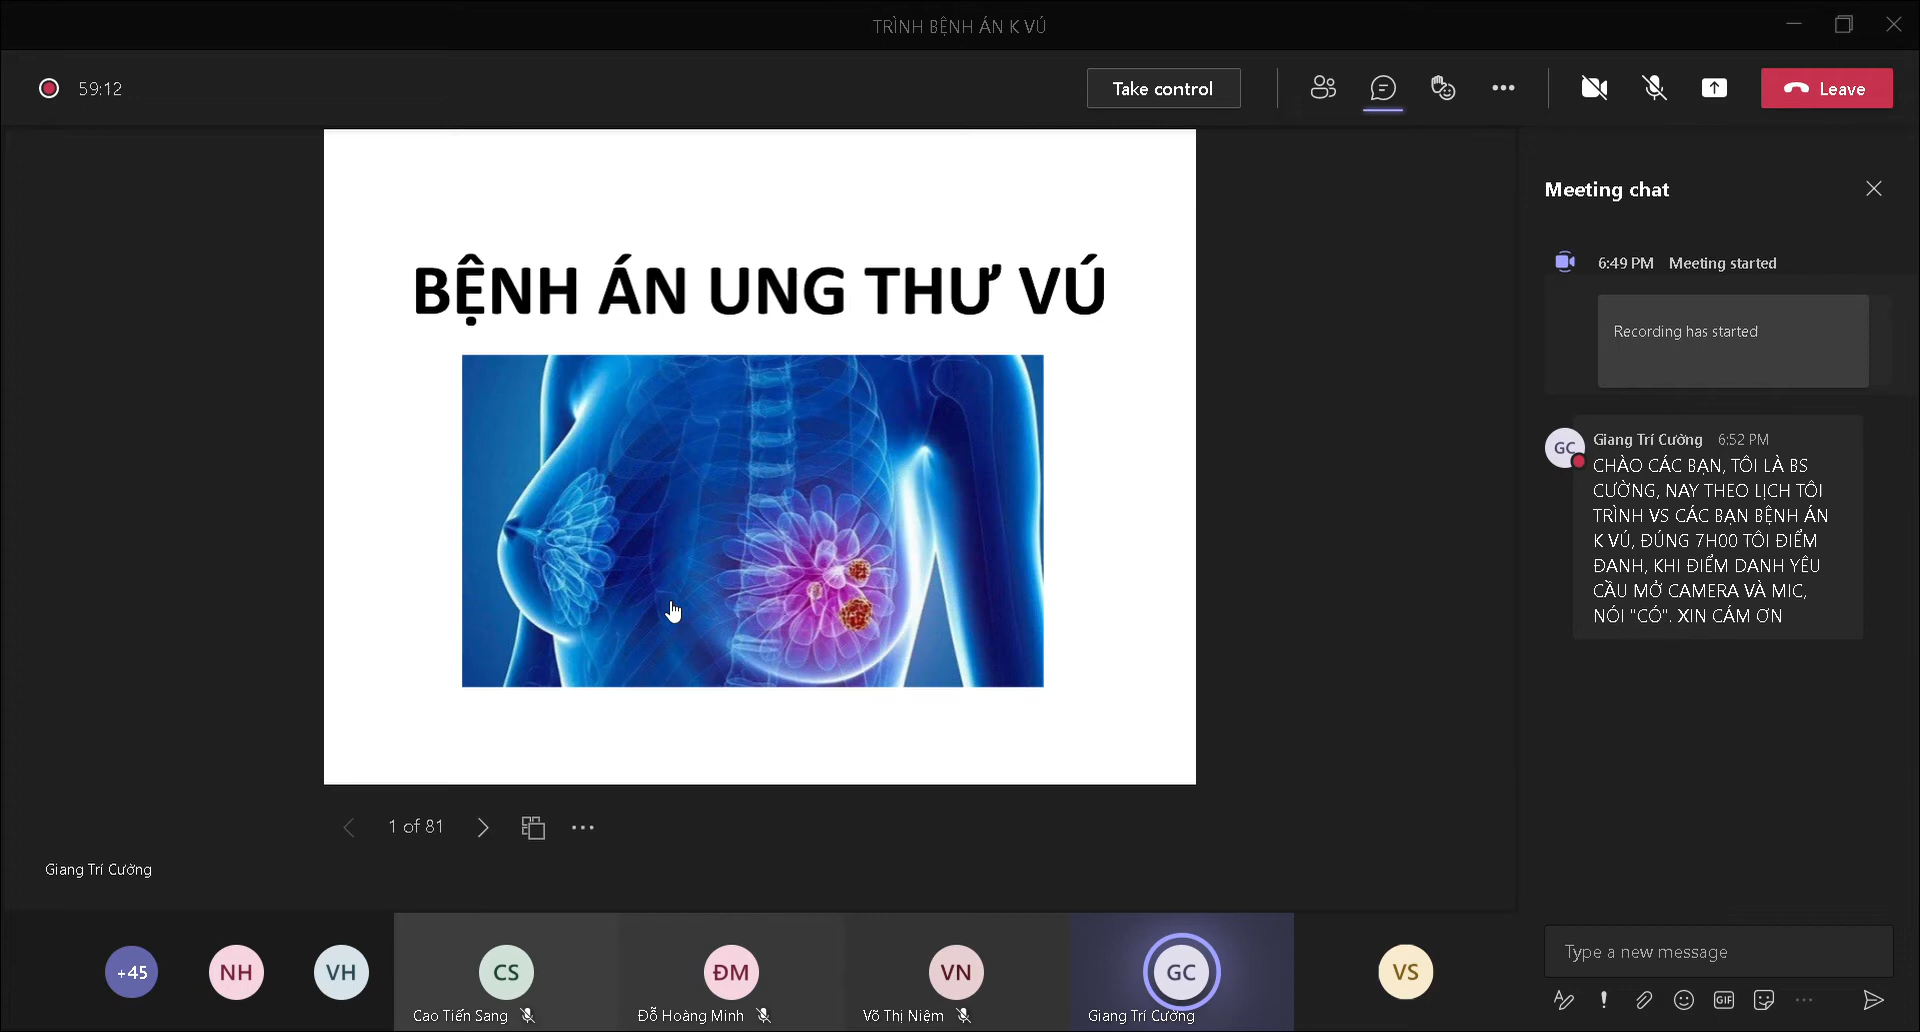 TRÌNH BỆNH ÁN K VÚ
59:12
Take control
Leave
BỆNH ÁN UNG THƯ VÚ
1 of 81
Giang Trí Cường
Meeting chat
6:49 PM Meeting started
Recording has started
GC
Giang Trí Cường 6:52 PM
CHÀO CÁC BẠN, TÔI LÀ BS
CƯỜNG, NAY THEO LỊCH TÔI
TRÌNH VS CÁC BẠN BỆNH ÁN
K VÚ, ĐÚNG 7H00 TÔI ĐIỂM
ĐANH, KHI ĐIỂM DANH YÊU
CẦU MỞ CAMERA VÀ MIC,
NÓI "CÓ". XIN CÁM ƠN
+45
NH
VH
CS
Cao Tiến Sang
ĐM
Đỗ Hoàng Minh
VN
Võ Thị Niệm
GC
Giang Trí Cường
VS
Type a new message
GIF